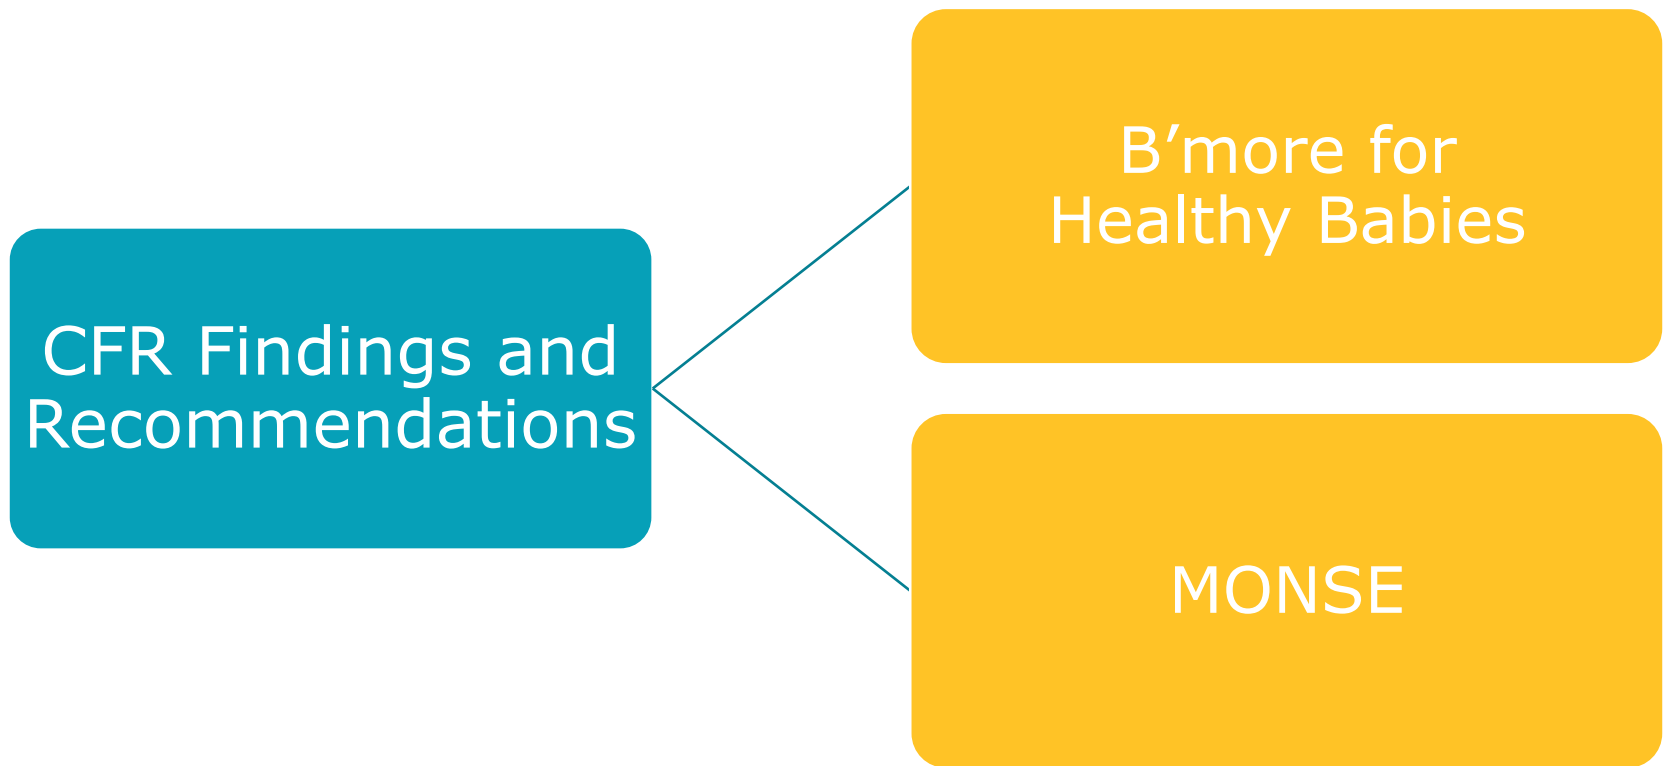 CFR Findings and
Recommendations
B’more for
Healthy Babies
MONSE